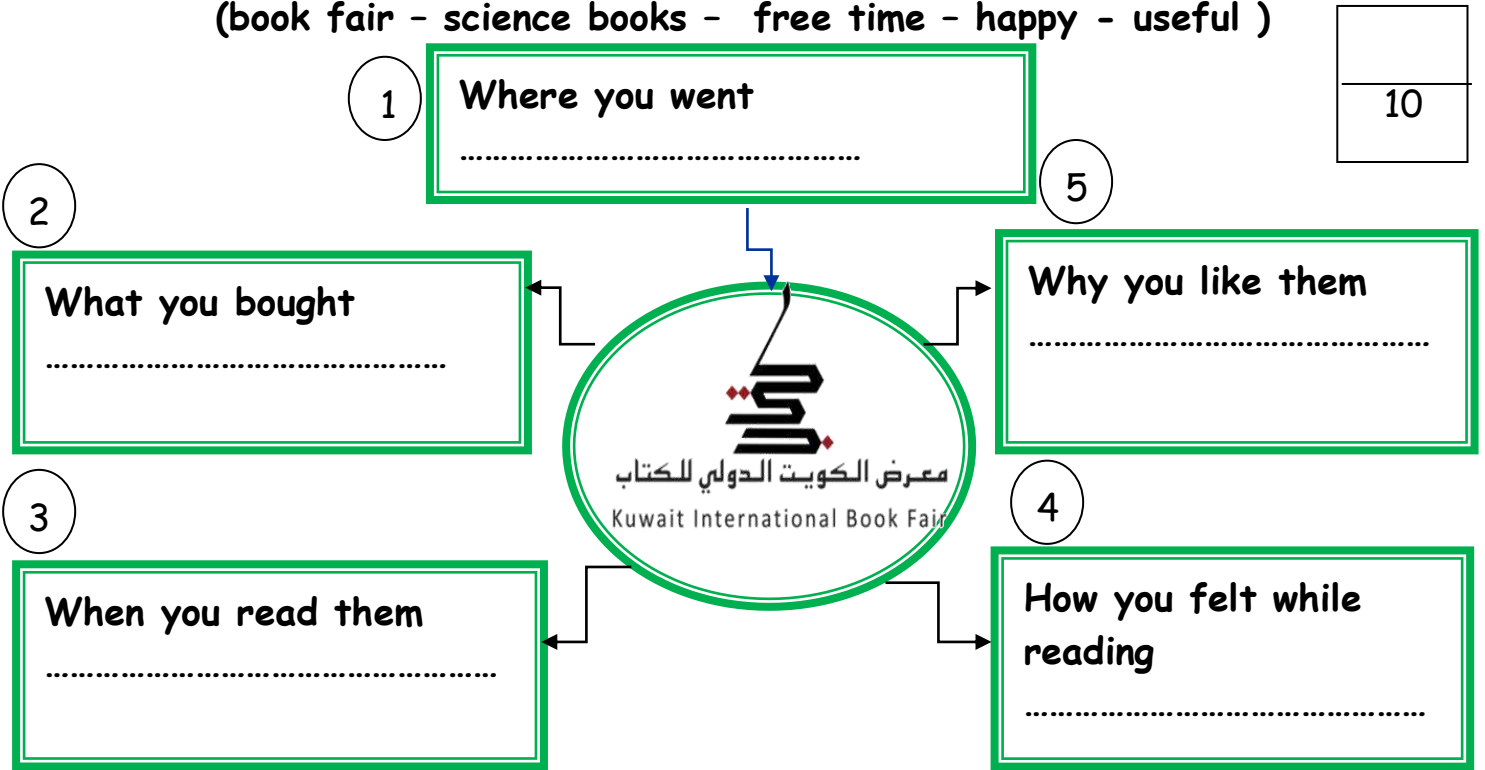 (book fair – science books – free time – happy - useful )
10
1
Where you went
…………………………………………
2
What you bought
…………………………………………
3
When you read them
………………………………………………
4
How you felt while
reading
…………………………………………
5
Why you like them
…………………………………………
معرض الكويت الدولي للكتاب
Kuwait International Book Fair